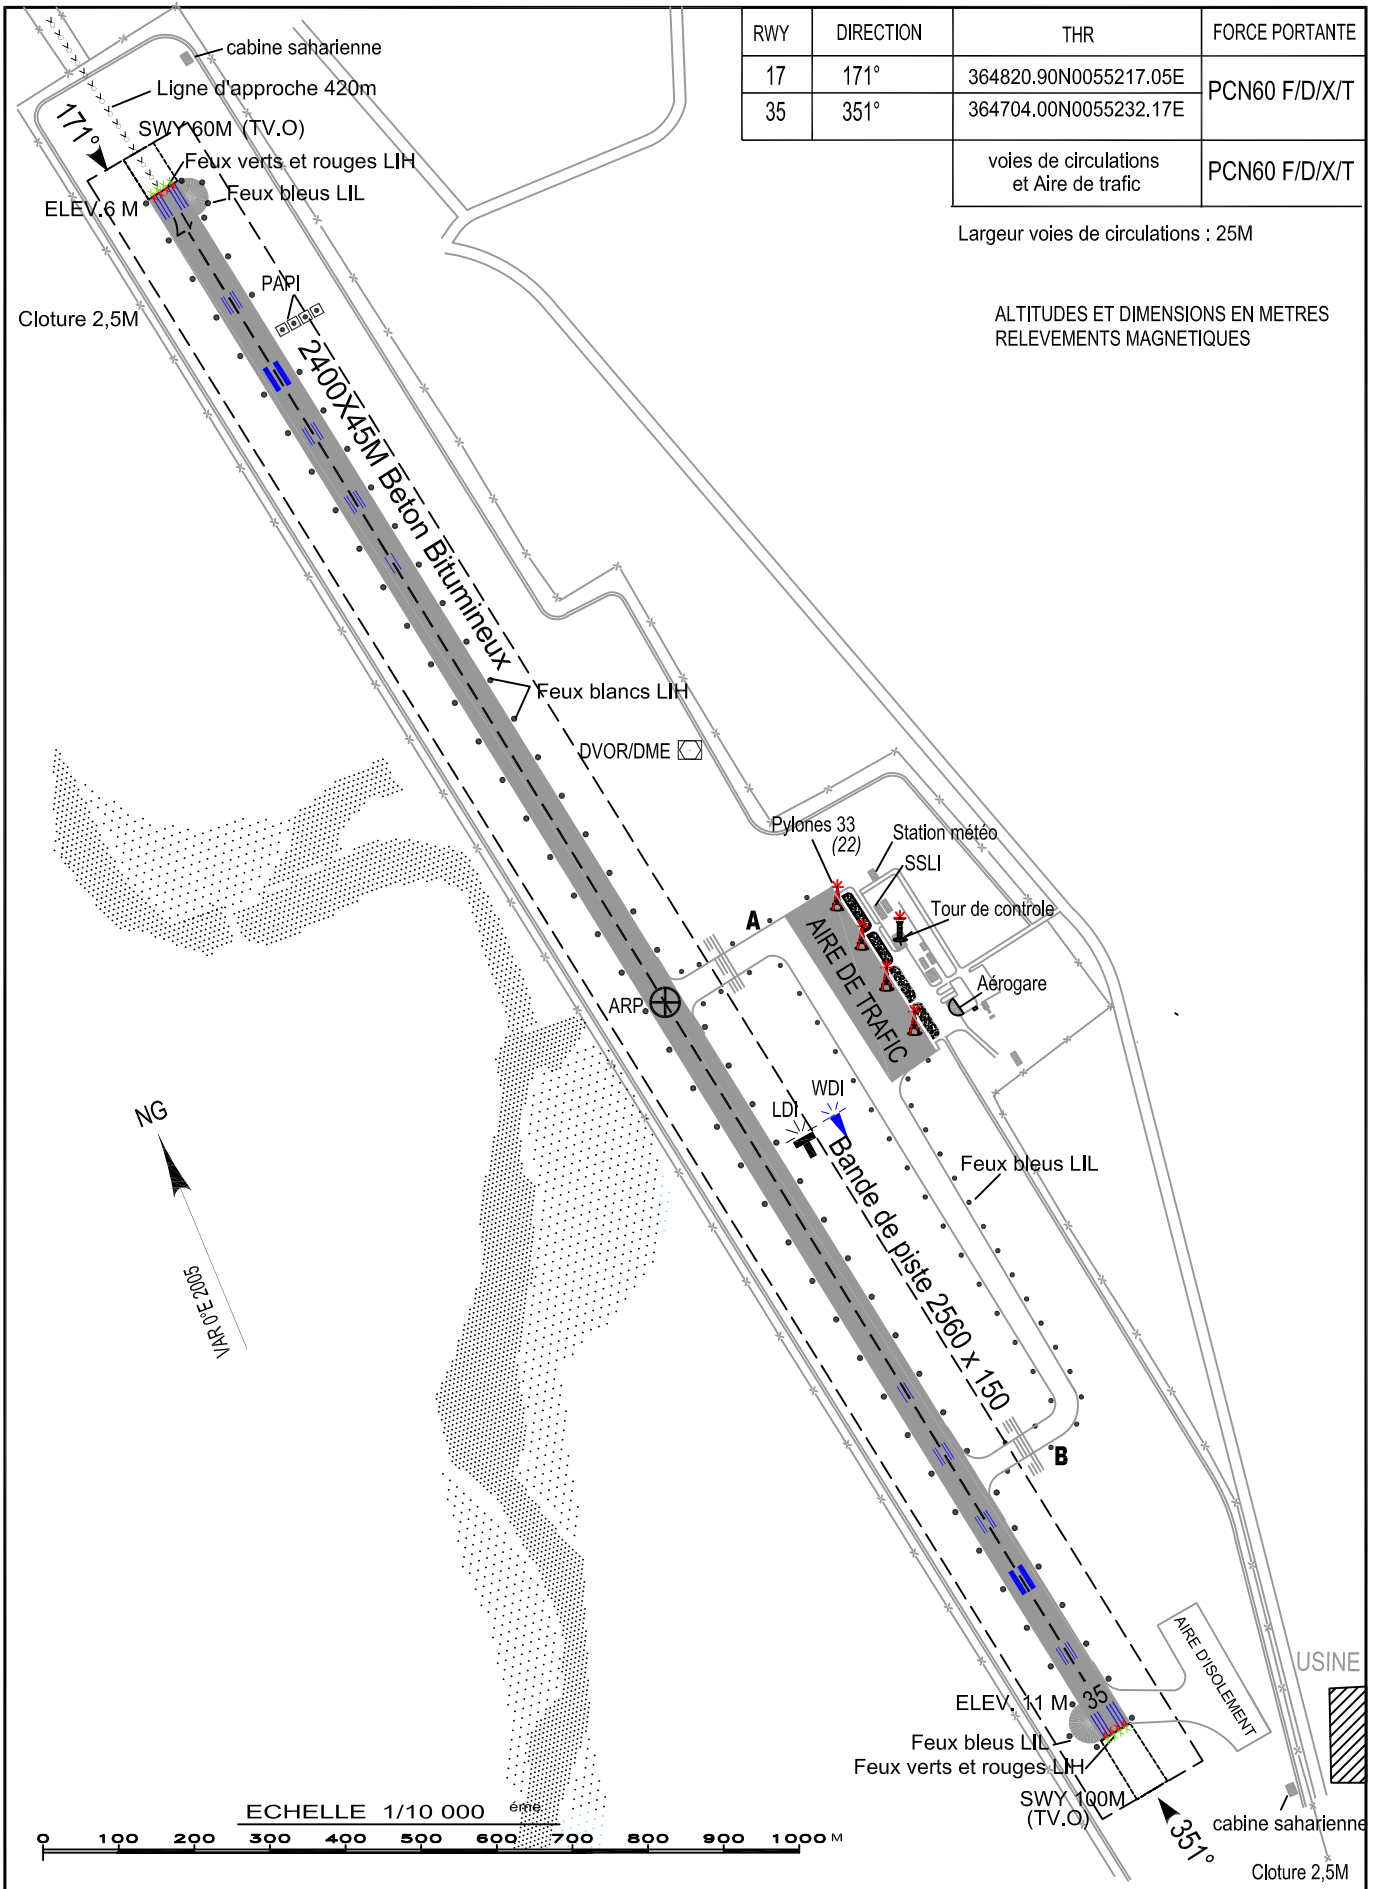 RWY DIRECTION THR FORCE PORTANTE
17 171° 364820.90N0055217.05E PCN60 F/D/X/T
35 351° 364704.00N0055232.17E
voies de circulations
et Aire de trafic
PCN60 F/D/X/T
Largeur voies de circulations : 25M
ALTITUDES ET DIMENSIONS EN METRES
RELEVEMENTS MAGNETIQUES
cabine saharienne
Ligne d'approche 420m
171°
SWY 60M (TV.O)
Feux verts et rouges LIH
Feux bleus LIL
ELEV.6 M
17
PAPI
Cloture 2,5M
2400X45M Beton Bitumineux
Feux blancs LIH
DVOR/DME
Pylones 33
(22)
Station météo
SSLI
Tour de controle
A
AIRE DE TRAFIC
Aérogare
ARP
WDI
LDI
NG
VAR 0°E 2005
Feux bleus LIL
Bande de piste 2560 x 150
B
AIRE D'ISOLEMENT
USINE
ELEV. 11 M
35
Feux bleus LIL
Feux verts et rouges LIH
SWY 100M
(TV.O)
351°
cabine saharienne
Cloture 2,5M
ECHELLE 1/10 000 éme
0 100 200 300 400 500 600 700 800 900 1000 M